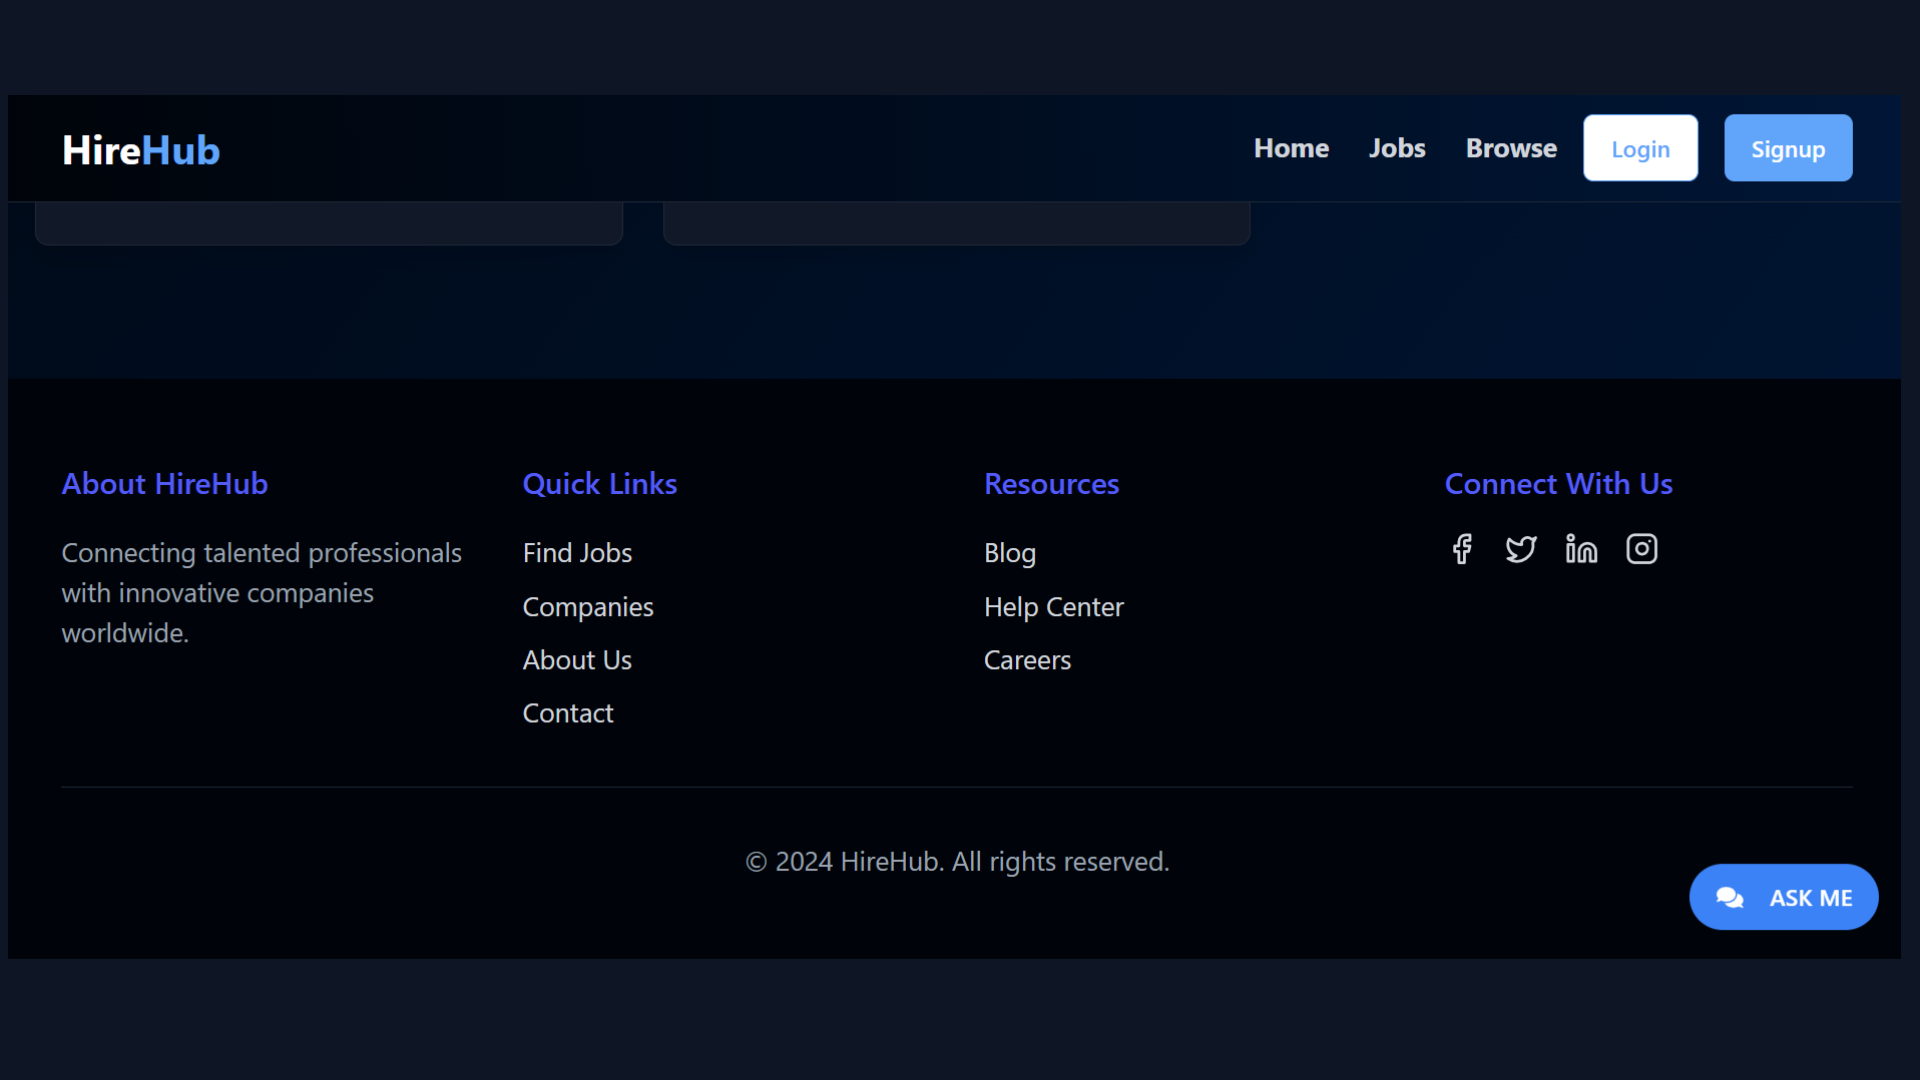 HireHub
Home
Jobs
Browse
Login
Signup
About HireHub
Connecting talented professionals
with innovative companies
worldwide.
Quick Links
Find Jobs
Companies
About Us
Contact
Resources
Blog
Help Center
Careers
Connect With Us
© 2024 HireHub. All rights reserved.
ASK ME